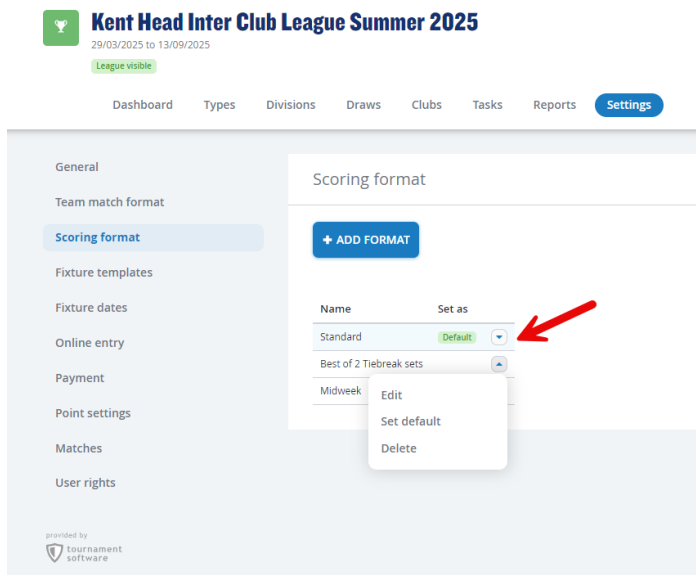 Kent Head Inter Club League Summer 2025
29/03/2025 to 13/09/2025
League visible
Dashboard Types Divisions Draws Clubs Tasks Reports Settings
General
Team match format
Scoring format
Fixture templates
Fixture dates
Online entry
Payment
Point settings
Matches
User rights
provided by
tournament
software
Scoring format
+ ADD FORMAT
Name Set as
Standard Default
Best of 2 Tiebreak sets
Midweek
Edit
Set default
Delete